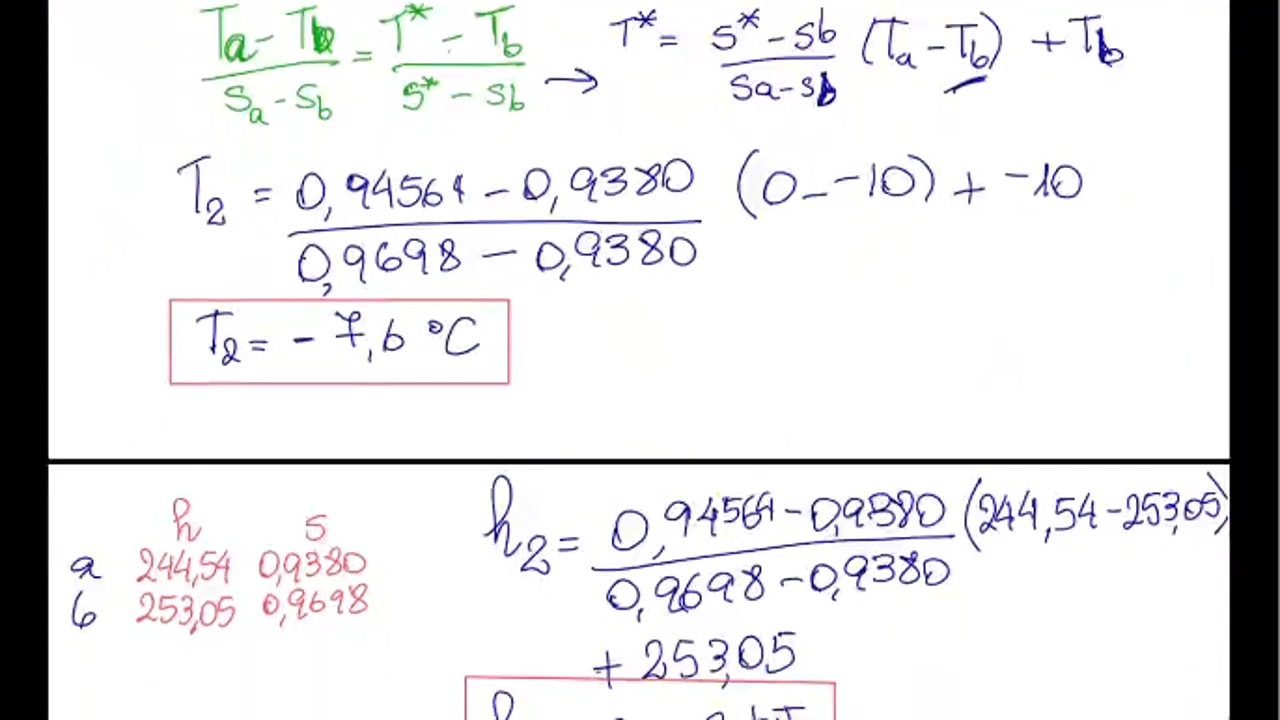 Ta - Tb / Sa - Sb = T* - Tb / S* - Sb → T* = S* - Sb / Sa - Sb (Ta - Tb) + Tb
T2 = 0,94564 - 0,9380 / 0,9698 - 0,9380 (0 - -10) + -10
T2 = - 7,6 °C
h s
a 244,54 0,9380
b 253,05 0,9698
h2 = 0,94564 - 0,9380 / 0,9698 - 0,9380 (244,54 - 253,05)
+ 253,05